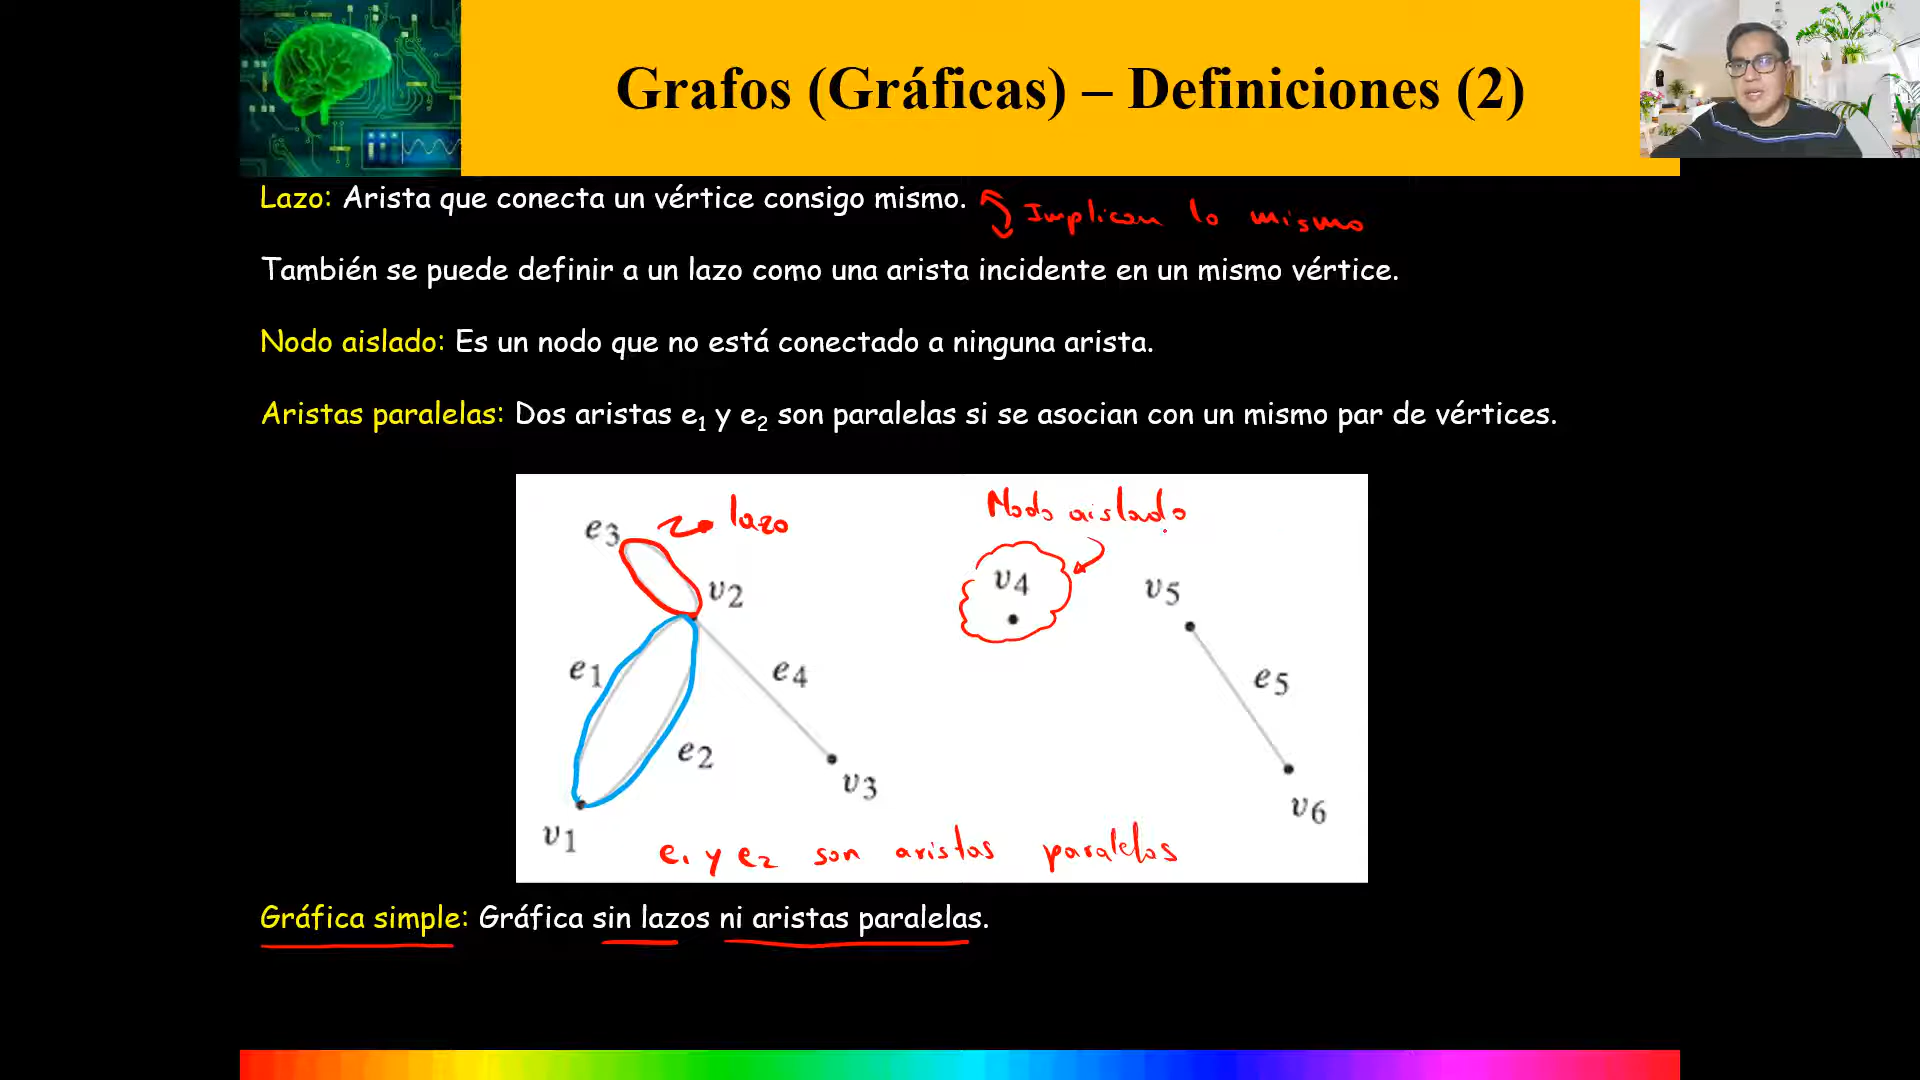 Grafos (Gráficas) – Definiciones (2)
Lazo: Arista que conecta un vértice consigo mismo.
Implican lo mismo
También se puede definir a un lazo como una arista incidente en un mismo vértice.
Nodo aislado: Es un nodo que no está conectado a ninguna arista.
Aristas paralelas: Dos aristas e1 y e2 son paralelas si se asocian con un mismo par de vértices.
e3
lazo
Nodo aislado
v2
v4
v5
e1
e4
e5
e2
v3
v6
v1
e1 y e2 son aristas paralelas
Gráfica simple: Gráfica sin lazos ni aristas paralelas.